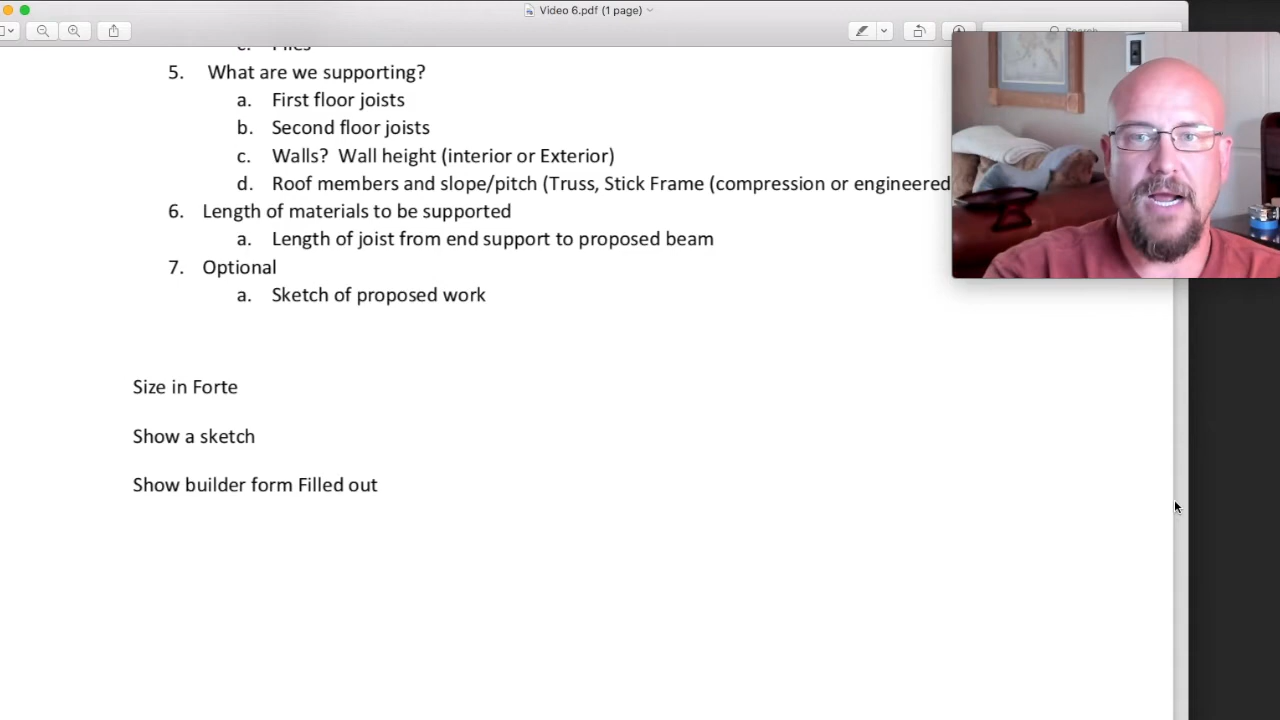 Video 6.pdf (1 page)
Search
c. Piles
5. What are we supporting?
a. First floor joists
b. Second floor joists
c. Walls? Wall height (interior or Exterior)
d. Roof members and slope/pitch (Truss, Stick Frame (compression or engineered
6. Length of materials to be supported
a. Length of joist from end support to proposed beam
7. Optional
a. Sketch of proposed work
Size in Forte
Show a sketch
Show builder form Filled out